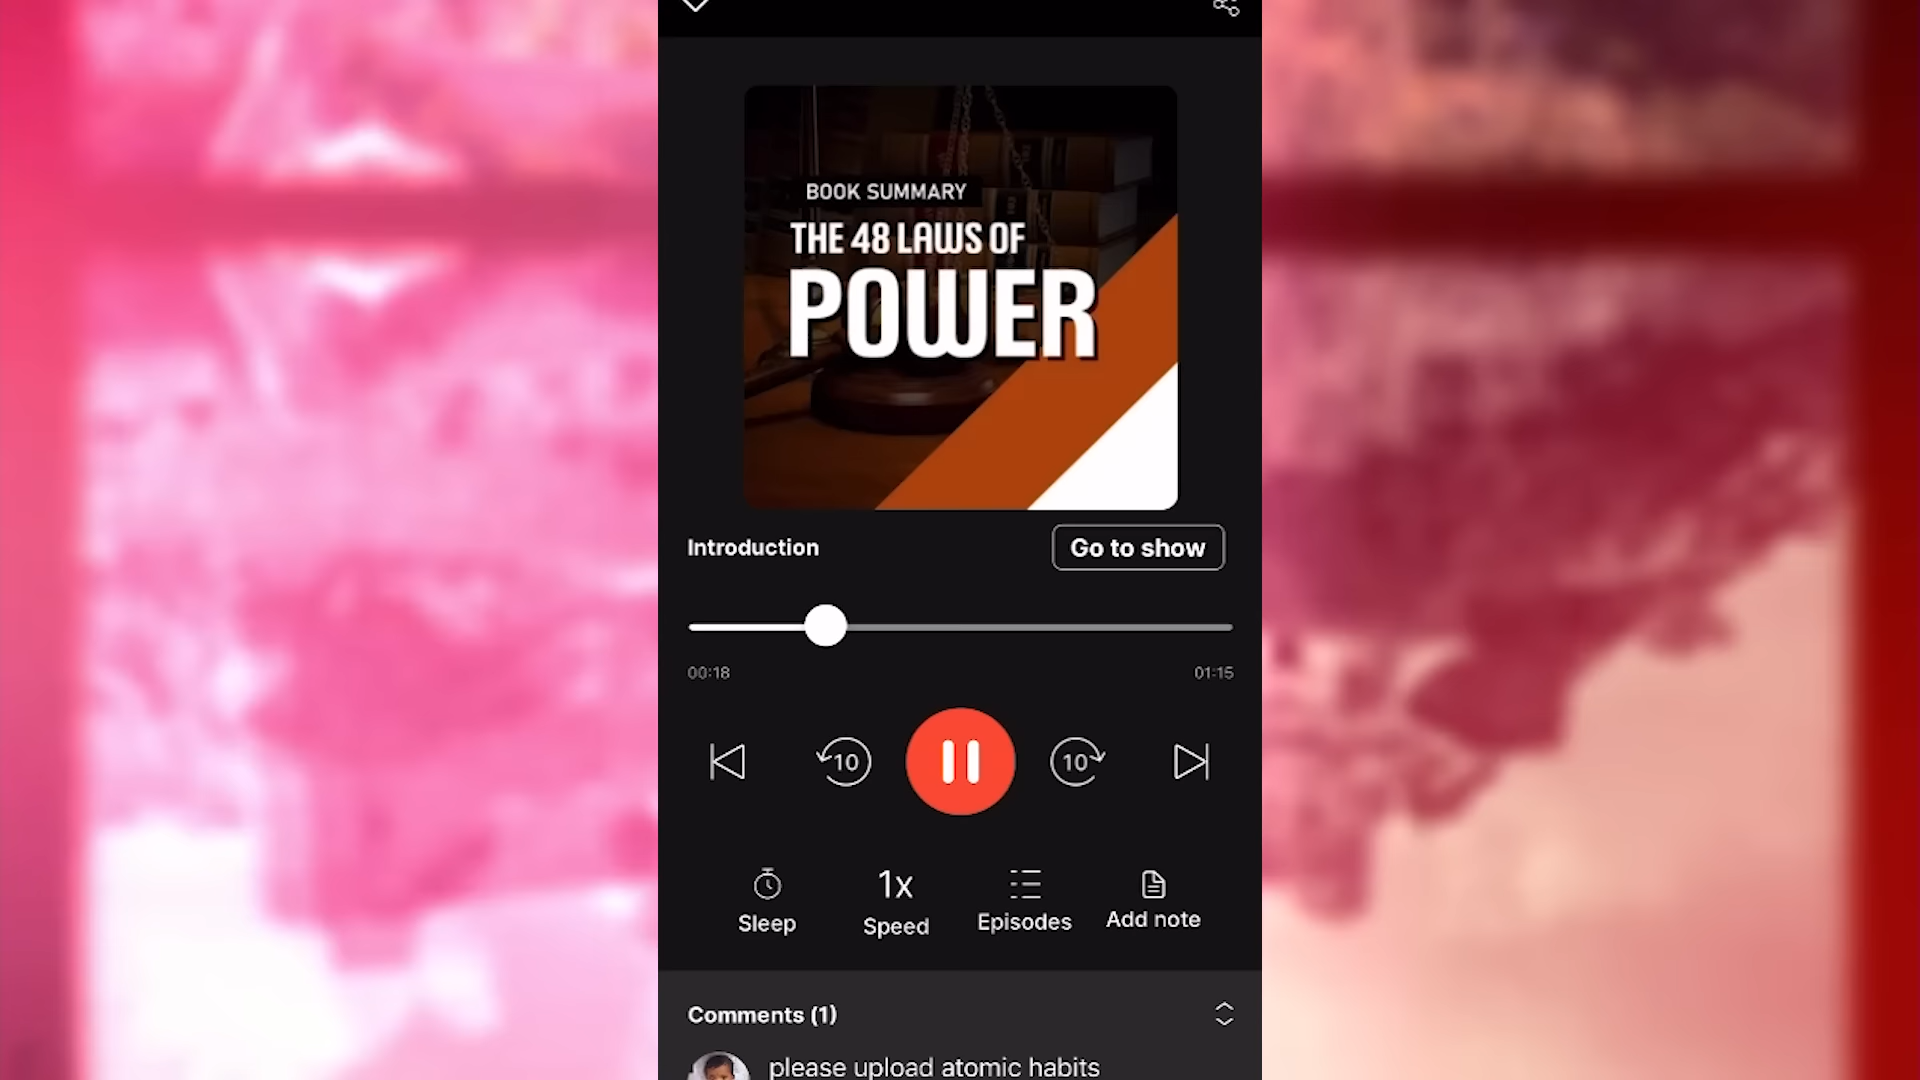 BOOK SUMMARY
THE 48 LAWS OF
POWER
Introduction
Go to show
00:18
01:15
10
10
1x
Sleep
Speed
Episodes
Add note
Comments (1)
please upload atomic habits